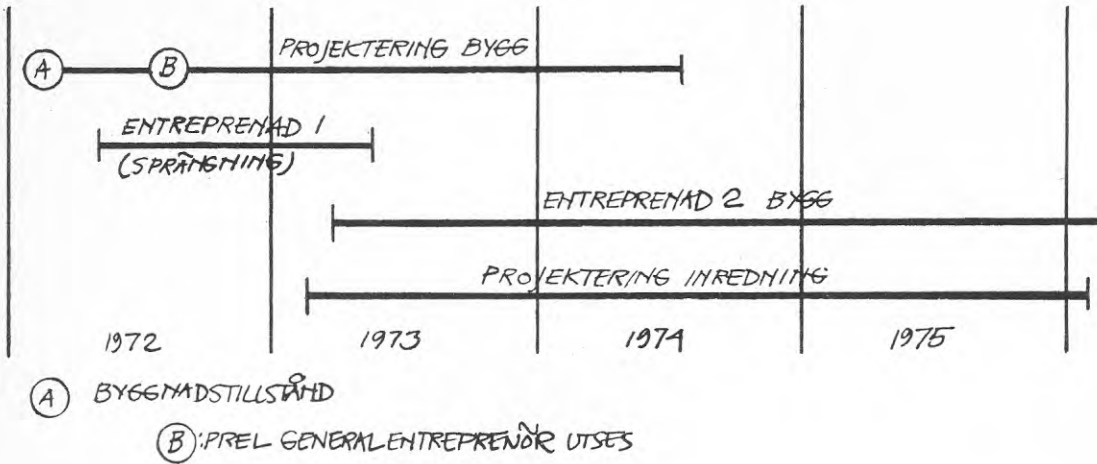 PROJEKTERING BYGG
A
B
ENTREPRENAD 1
(SPRÄNGNING)
ENTREPRENAD 2 BYGG
PROJEKTERING INREDNING
1972 1973 1974 1975
A BYGGNADSTILLSTÅND
B: PREL GENERALENTREPRENÖR UTSES